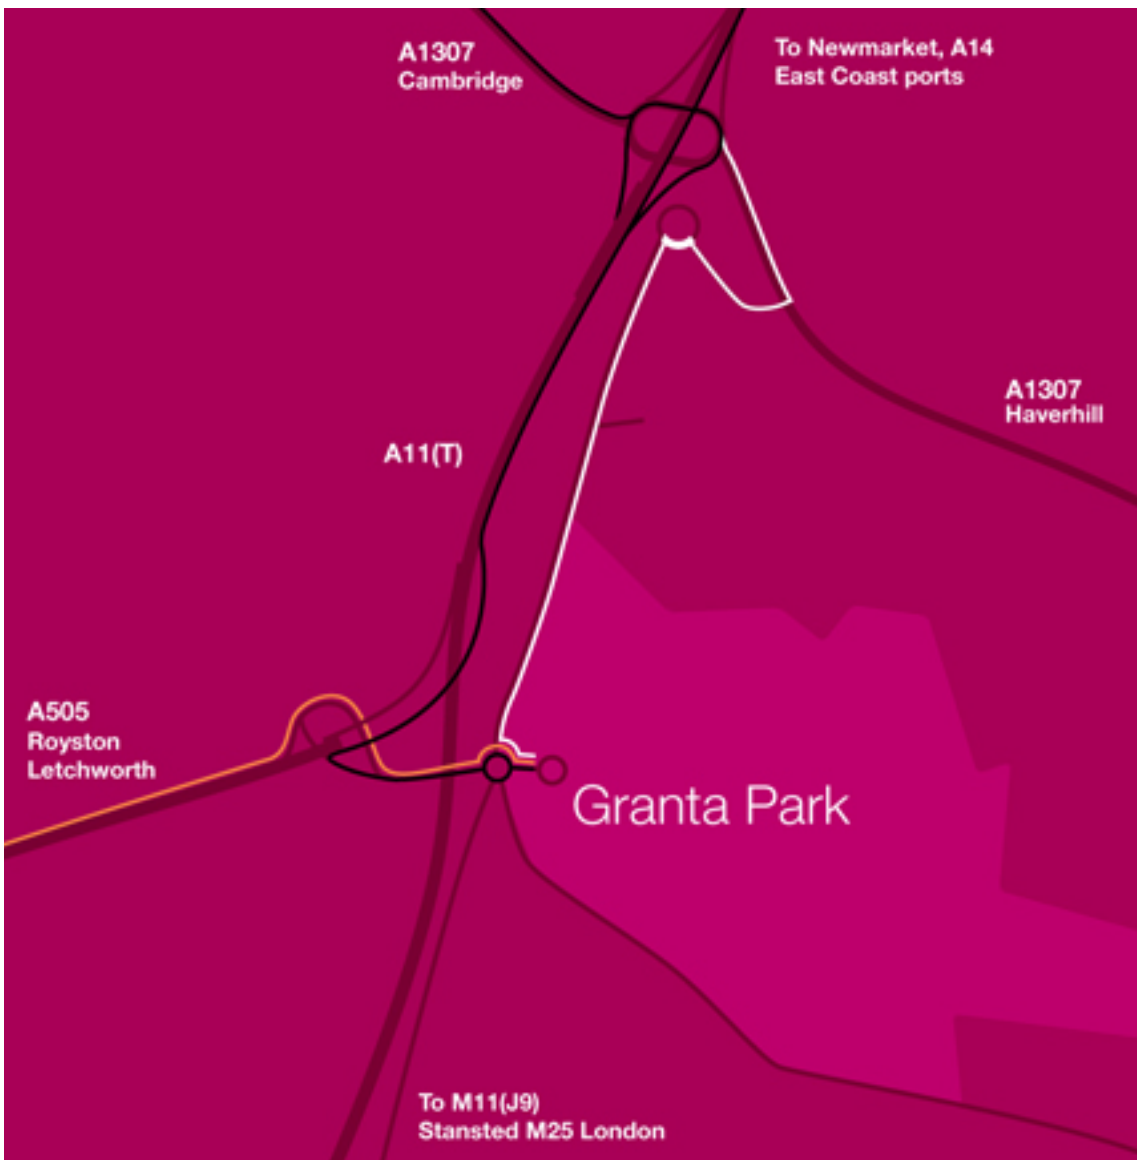 A1307
Cambridge
To Newmarket, A14
East Coast ports
A1307
Haverhill
A11(T)
A505
Royston
Letchworth
Granta Park
To M11(J9)
Stansted M25 London